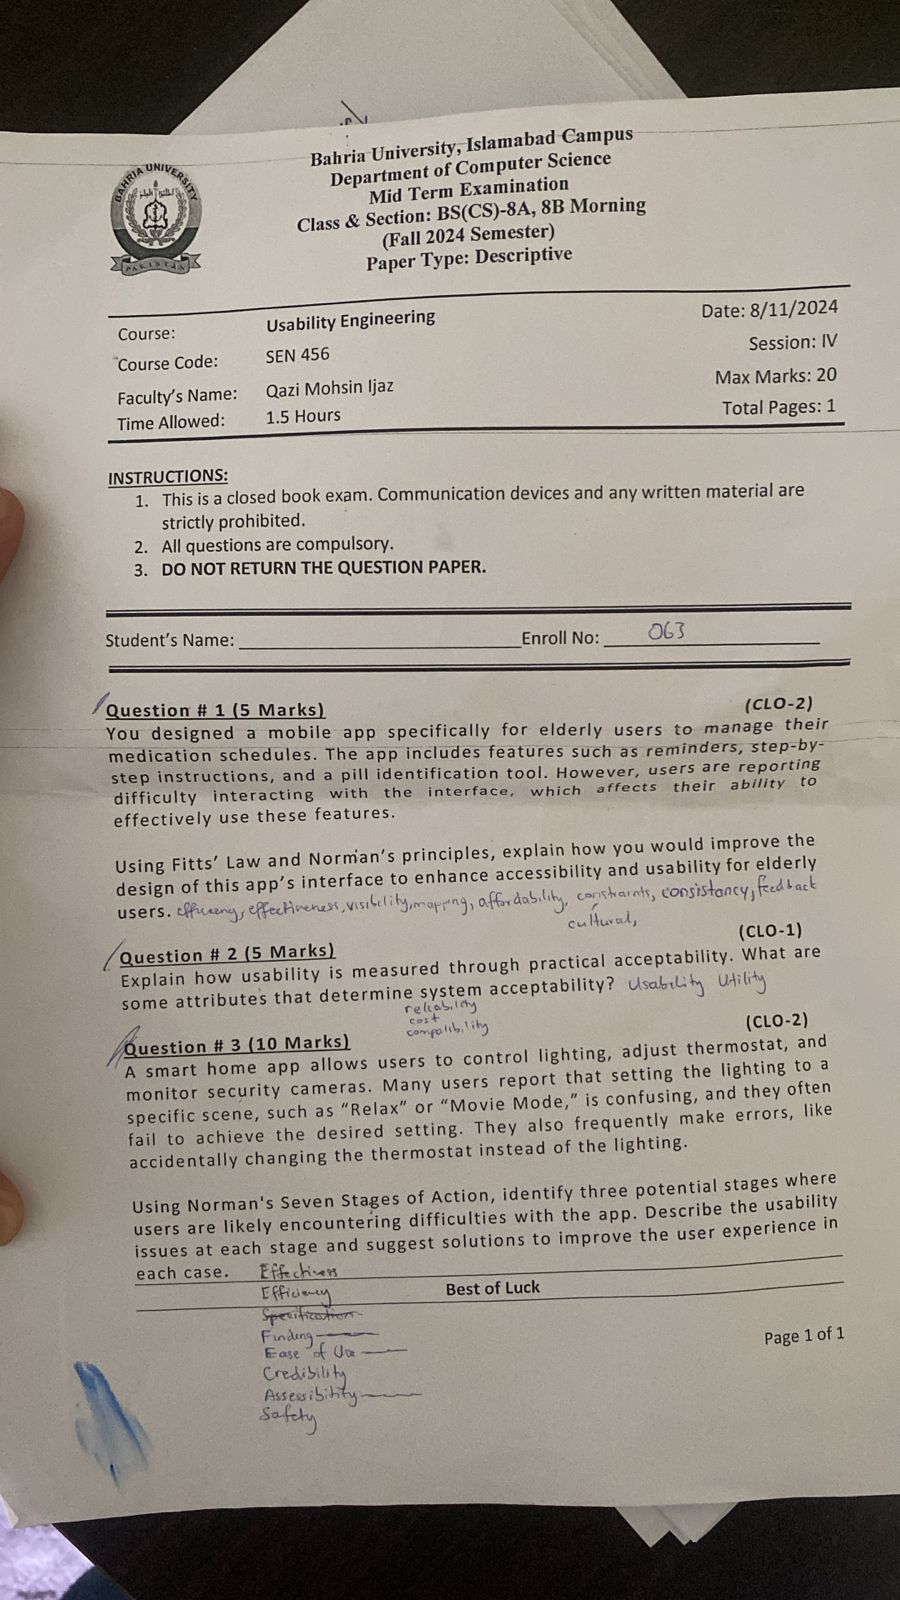 Bahria University, Islamabad Campus
Department of Computer Science
Mid Term Examination
Class & Section: BS(CS)-8A, 8B Morning
(Fall 2024 Semester)
Paper Type: Descriptive
BAHRIA UNIVERSITY
PAKISTAN
Course: Usability Engineering Date: 8/11/2024
Course Code: SEN 456 Session: IV
Faculty's Name: Qazi Mohsin Ijaz Max Marks: 20
Time Allowed: 1.5 Hours Total Pages: 1
INSTRUCTIONS:
1. This is a closed book exam. Communication devices and any written material are
strictly prohibited.
2. All questions are compulsory.
3. DO NOT RETURN THE QUESTION PAPER.
Student's Name: Enroll No: 063
Question # 1 (5 Marks) (CLO-2)
You designed a mobile app specifically for elderly users to manage their
medication schedules. The app includes features such as reminders, step-by-
step instructions, and a pill identification tool. However, users are reporting
difficulty interacting with the interface, which affects their ability to
effectively use these features.
Using Fitts' Law and Norman's principles, explain how you would improve the
design of this app's interface to enhance accessibility and usability for elderly
users. efficieny, effectiveness, visibility, mapping, affordability, constraints, consistancy, feedback
cultural,
Question # 2 (5 Marks) (CLO-1)
Explain how usability is measured through practical acceptability. What are
some attributes that determine system acceptability? Usability Utility
reliability
cost
compatibility
Question # 3 (10 Marks) (CLO-2)
A smart home app allows users to control lighting, adjust thermostat, and
monitor security cameras. Many users report that setting the lighting to a
specific scene, such as “Relax” or “Movie Mode,” is confusing, and they often
fail to achieve the desired setting. They also frequently make errors, like
accidentally changing the thermostat instead of the lighting.
Using Norman's Seven Stages of Action, identify three potential stages where
users are likely encountering difficulties with the app. Describe the usability
issues at each stage and suggest solutions to improve the user experience in
each case. Effectivess
Best of Luck
Efficiency
Specification
Finding
Ease of Use
Credibility
Assessibility
Safety
Page 1 of 1